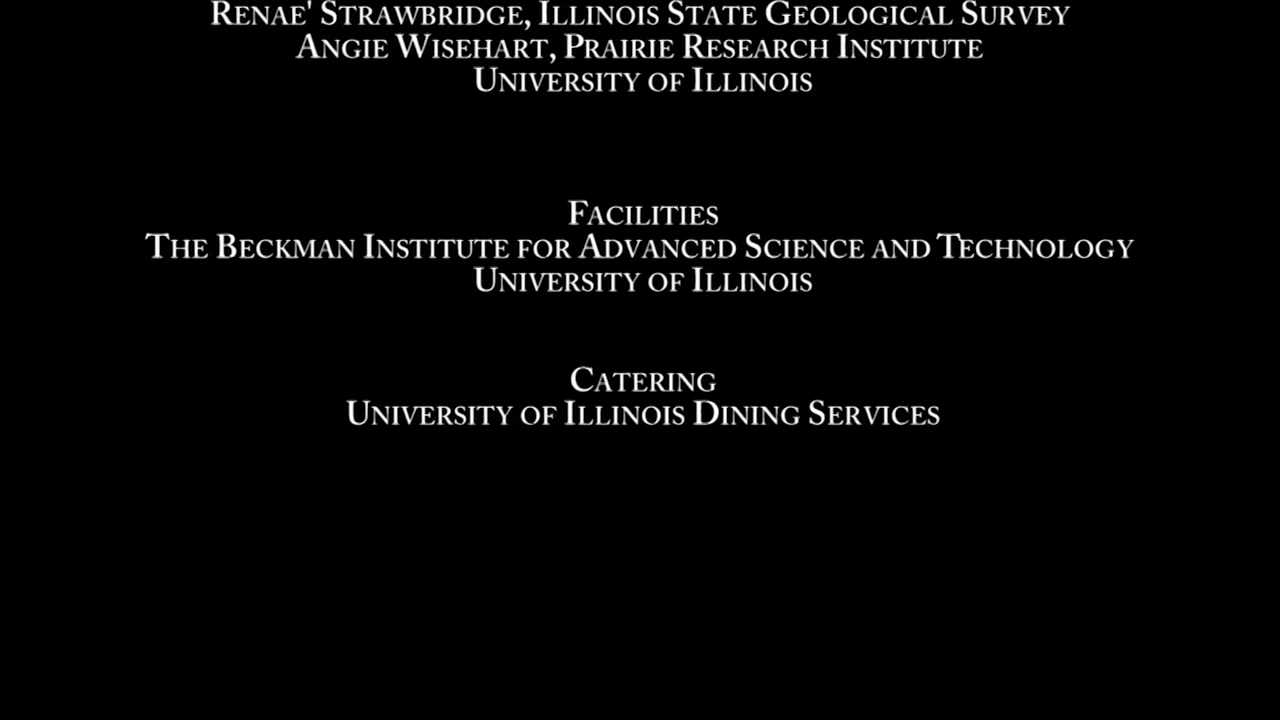 Renae' Strawbridge, Illinois State Geological Survey
Angie Wisehart, Prairie Research Institute
University of Illinois
Facilities
The Beckman Institute for Advanced Science and Technology
University of Illinois
Catering
University of Illinois Dining Services